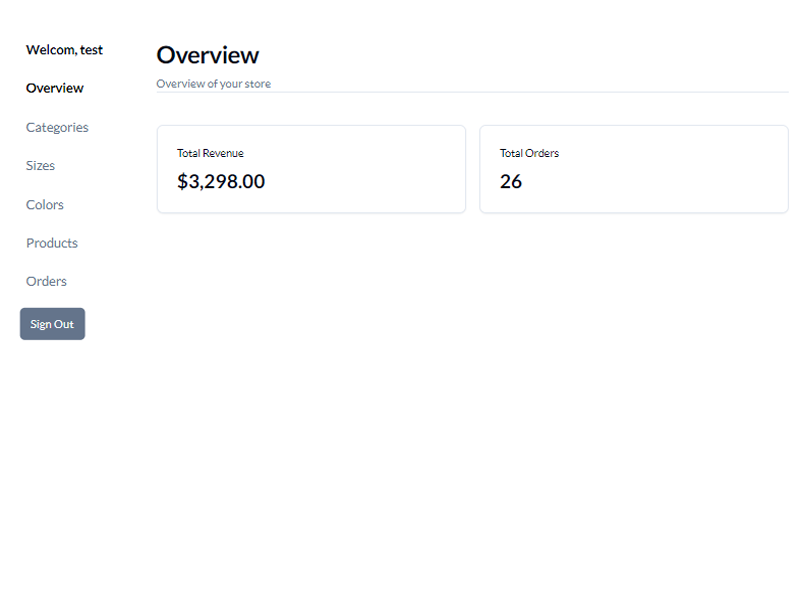 Welcom, test
Overview
Categories
Sizes
Colors
Products
Orders
Sign Out
Overview
Overview of your store
Total Revenue
$3,298.00
Total Orders
26